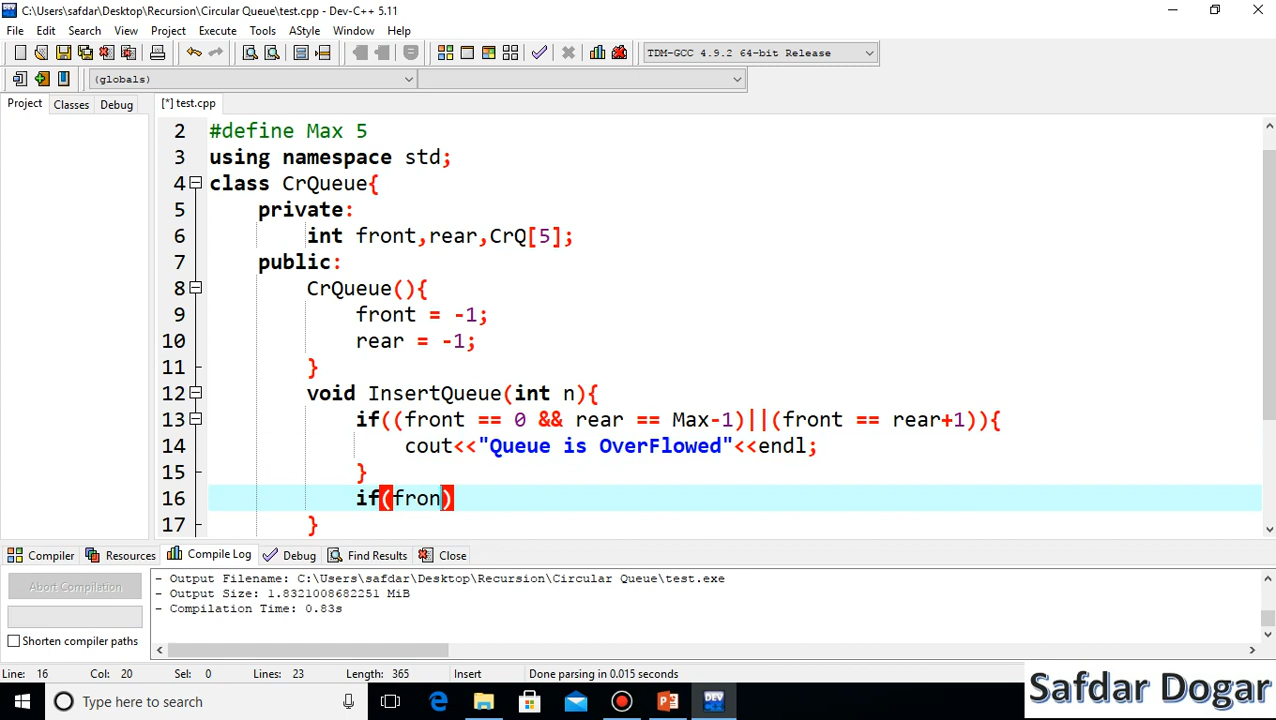 C:\Users\safdar\Desktop\Recursion\Circular Queue\test.cpp - Dev-C++ 5.11
File Edit Search View Project Execute Tools AStyle Window Help
TDM-GCC 4.9.2 64-bit Release
(globals)
Project Classes Debug [*] test.cpp
2 #define Max 5
3 using namespace std;
4 class CrQueue{
5 private:
6 int front,rear,CrQ[5];
7 public:
8 CrQueue(){
9 front = -1;
10 rear = -1;
11 }
12 void InsertQueue(int n){
13 if((front == 0 && rear == Max-1)||(front == rear+1)){
14 cout<<"Queue is OverFlowed"<<endl;
15 }
16 if(fron)
17 }
Compiler Resources Compile Log Debug Find Results Close
Abort Compilation
Shorten compiler paths
- Output Filename: C:\Users\safdar\Desktop\Recursion\Circular Queue\test.exe
- Output Size: 1.8321008682251 MiB
- Compilation Time: 0.83s
Line: 16 Col: 20 Sel: 0 Lines: 23 Length: 365 Insert Done parsing in 0.015 seconds
Type here to search
DEV
Safdar Dogar